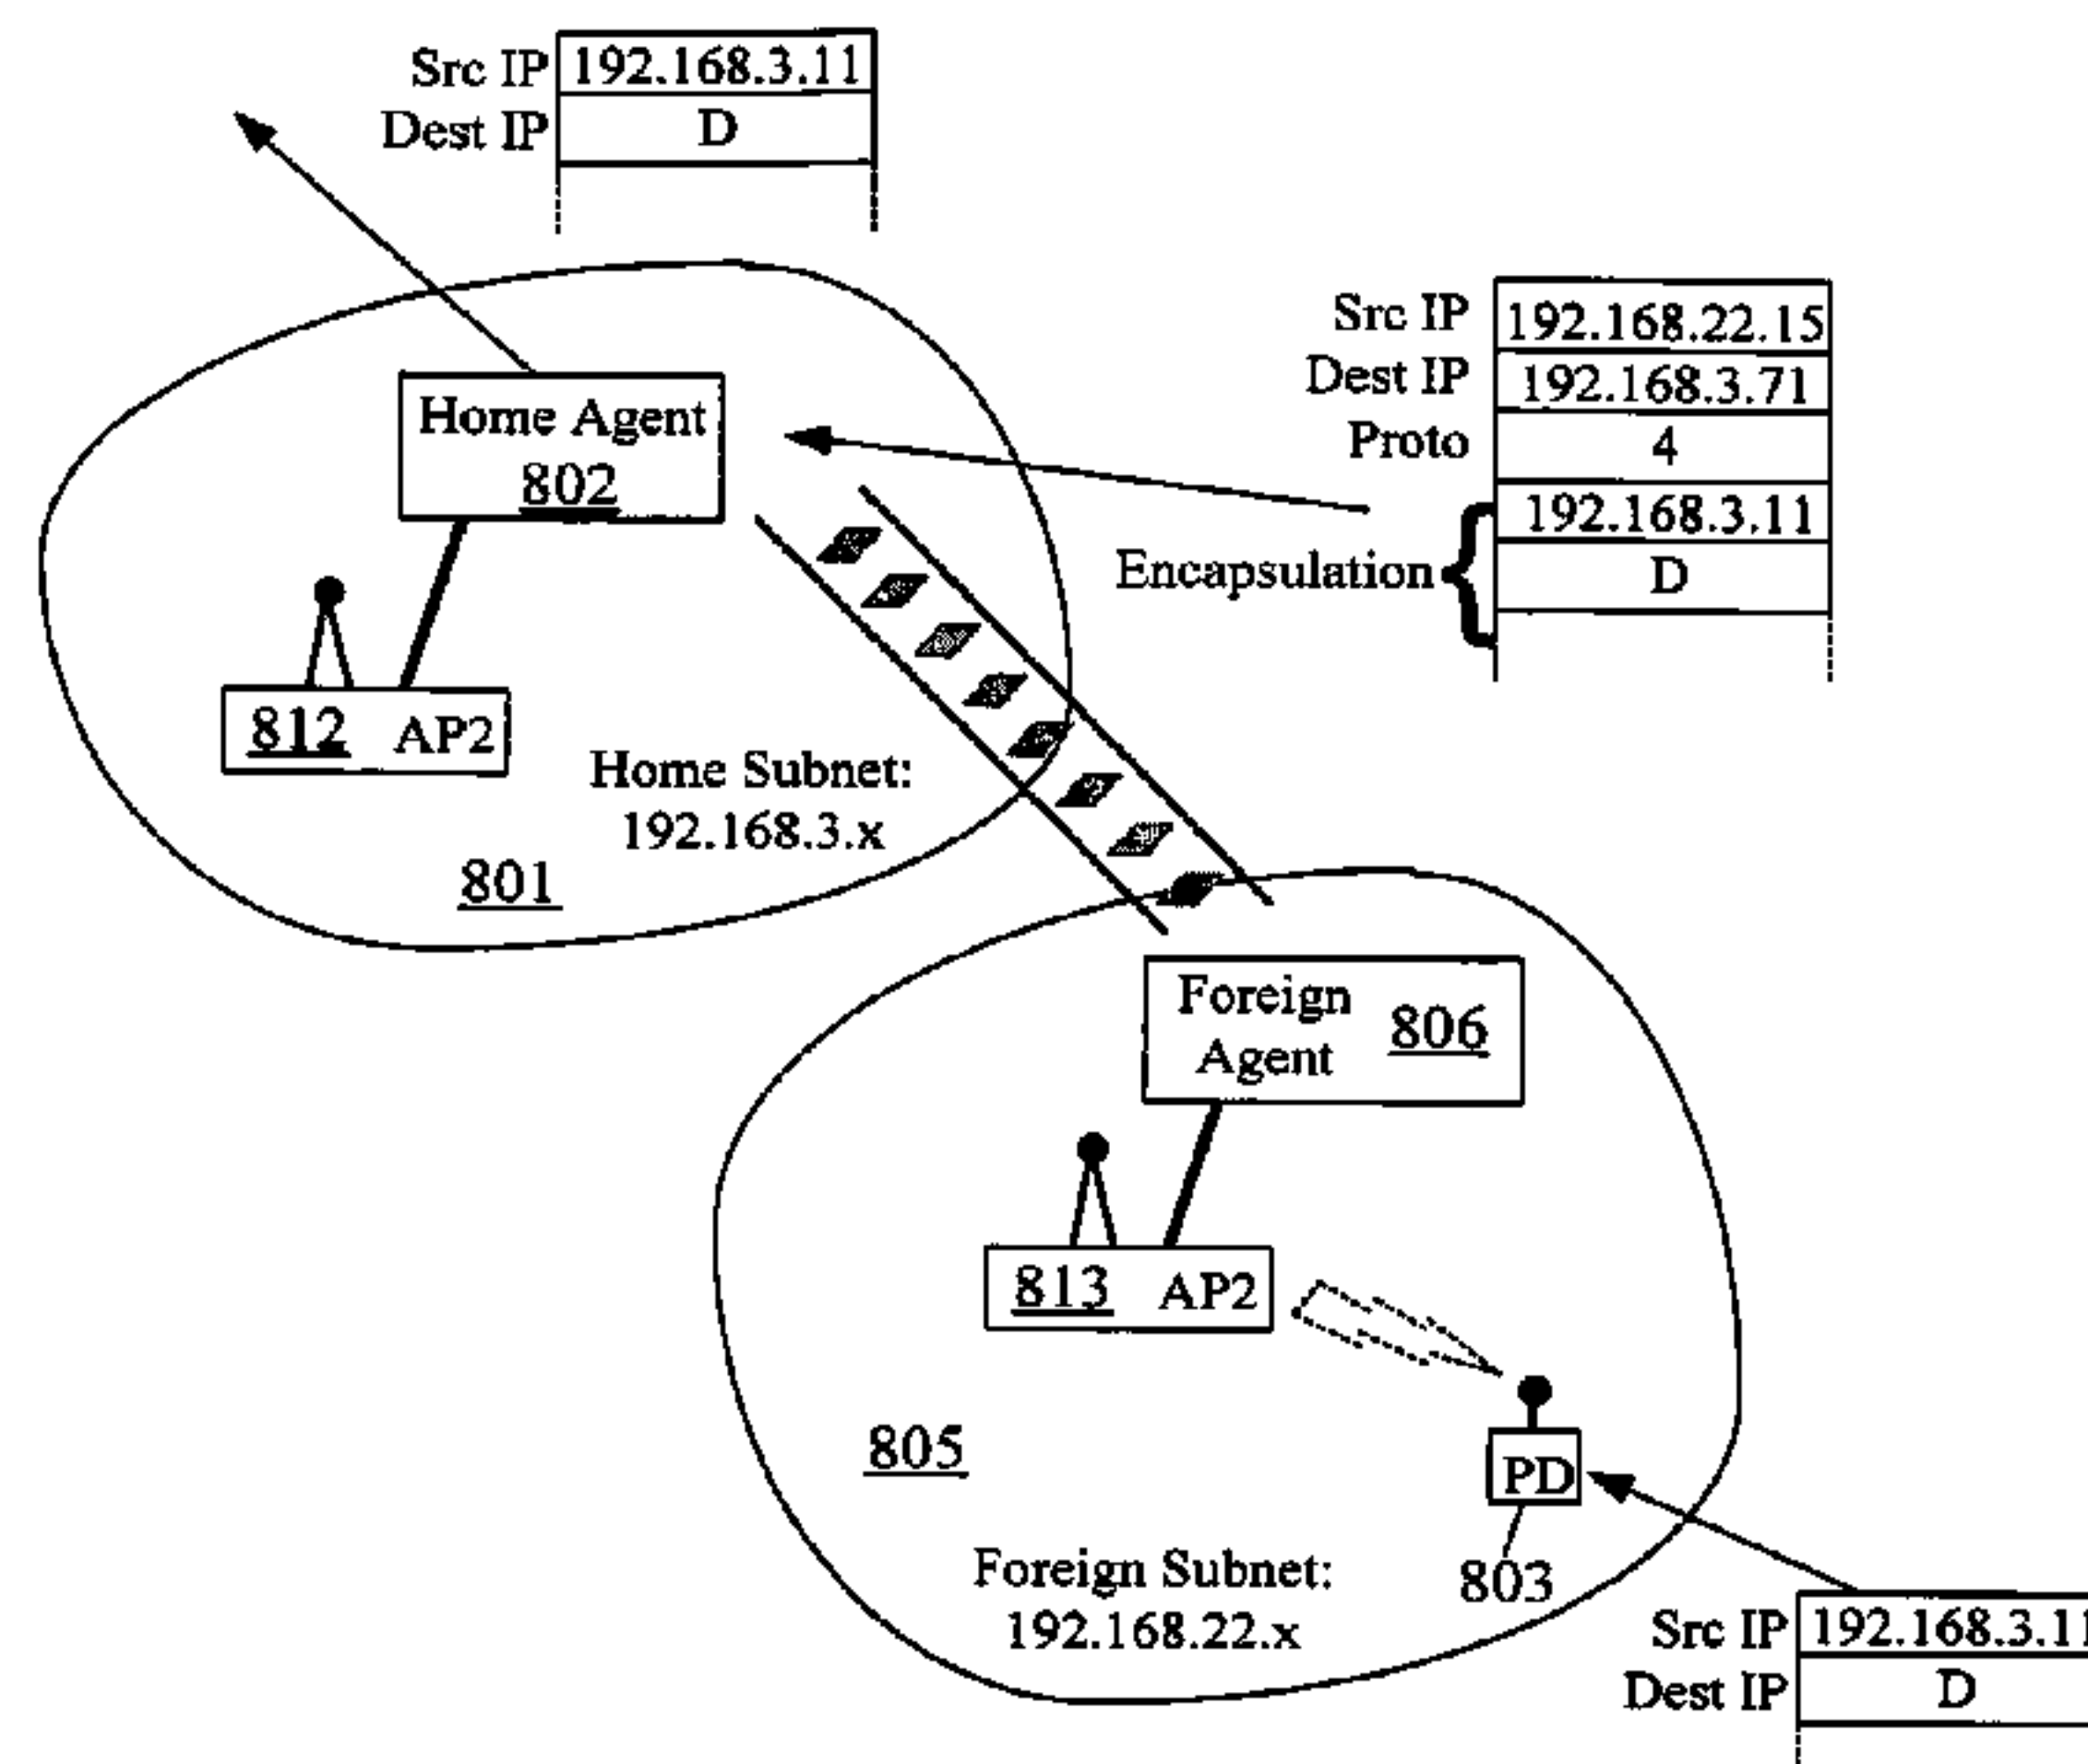 Src IP 192.168.3.11
Dest IP D
Src IP 192.168.22.15
Dest IP 192.168.3.71
Proto 4
192.168.3.11
Encapsulation D
Home Agent
802
812 AP2
Home Subnet:
192.168.3.x
801
Foreign
Agent 806
813 AP2
805
PD
803
Foreign Subnet:
192.168.22.x
Src IP 192.168.3.11
Dest IP D